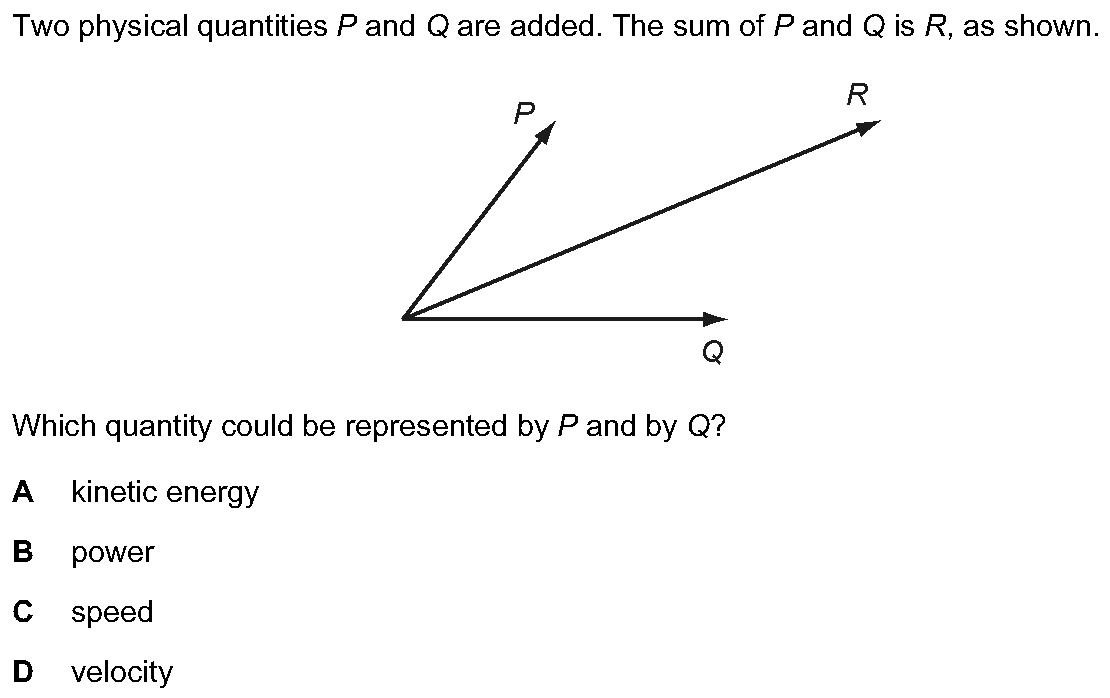 Two physical quantities P and Q are added. The sum of P and Q is R, as shown.
P
R
Q
Which quantity could be represented by P and by Q?
A kinetic energy
B power
C speed
D velocity